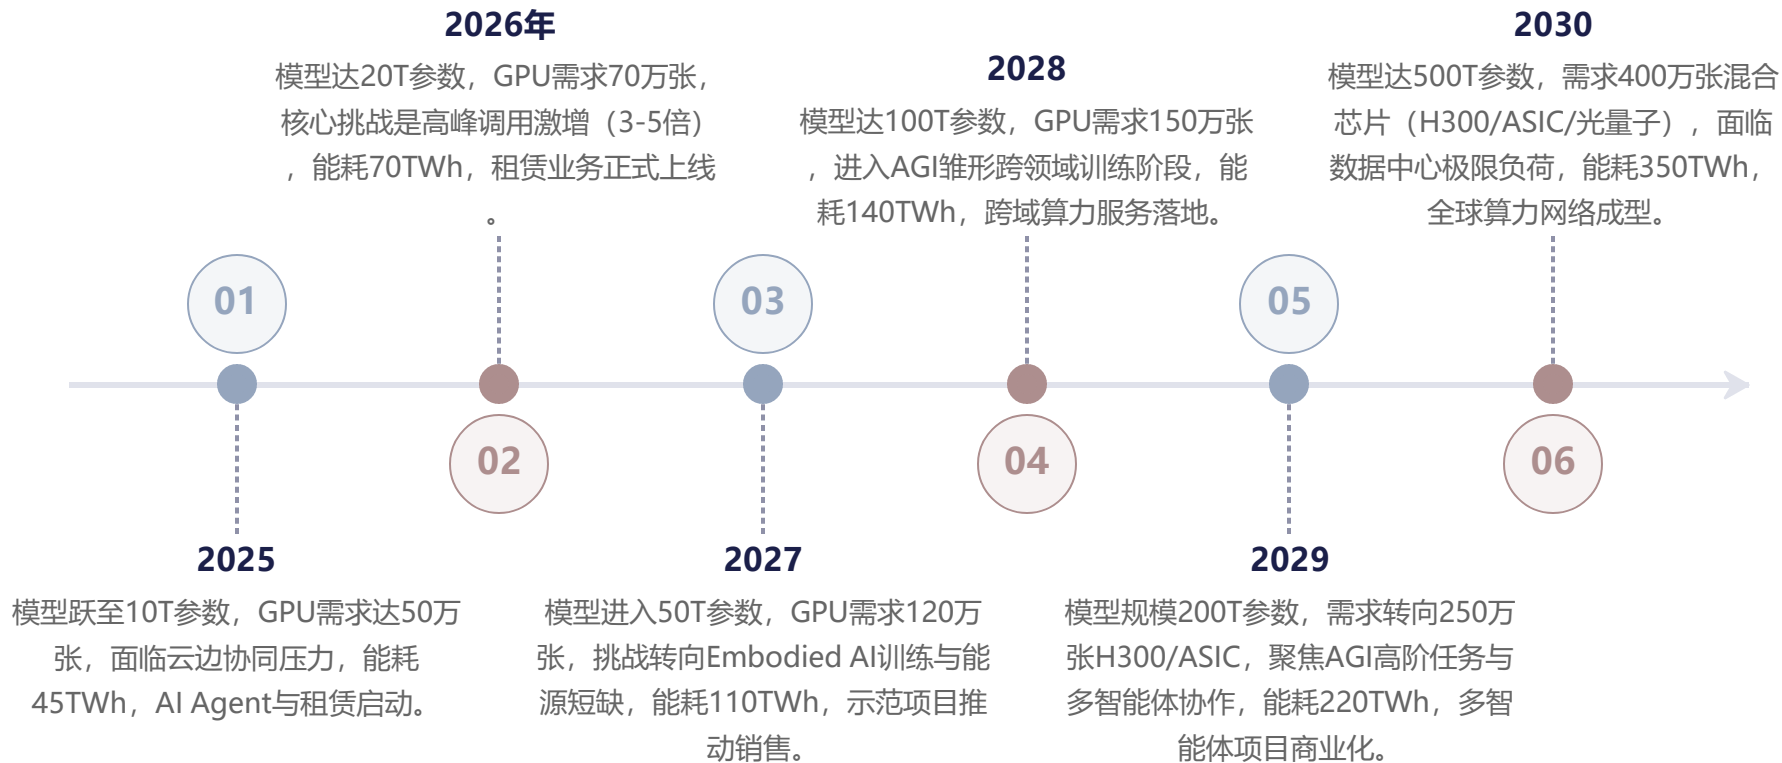 2026年
模型达20T参数，GPU需求70万张，
核心挑战是高峰调用激增（3-5倍）
，能耗70TWh，租赁业务正式上线
。
2028
模型达100T参数，GPU需求150万张
，进入AGI雏形跨领域训练阶段，能
耗140TWh，跨域算力服务落地。
2030
模型达500T参数，需求400万张混合
芯片（H300/ASIC/光量子），面临
数据中心极限负荷，能耗350TWh，
全球算力网络成型。
01
03
05
02
04
06
2025
模型跃至10T参数，GPU需求达50万
张，面临云边协同压力，能耗
45TWh，AI Agent与租赁启动。
2027
模型进入50T参数，GPU需求120万
张，挑战转向Embodied AI训练与能
源短缺，能耗110TWh，示范项目推
动销售。
2029
模型规模200T参数，需求转向250万
张H300/ASIC，聚焦AGI高阶任务与
多智能体协作，能耗220TWh，多智
能体项目商业化。